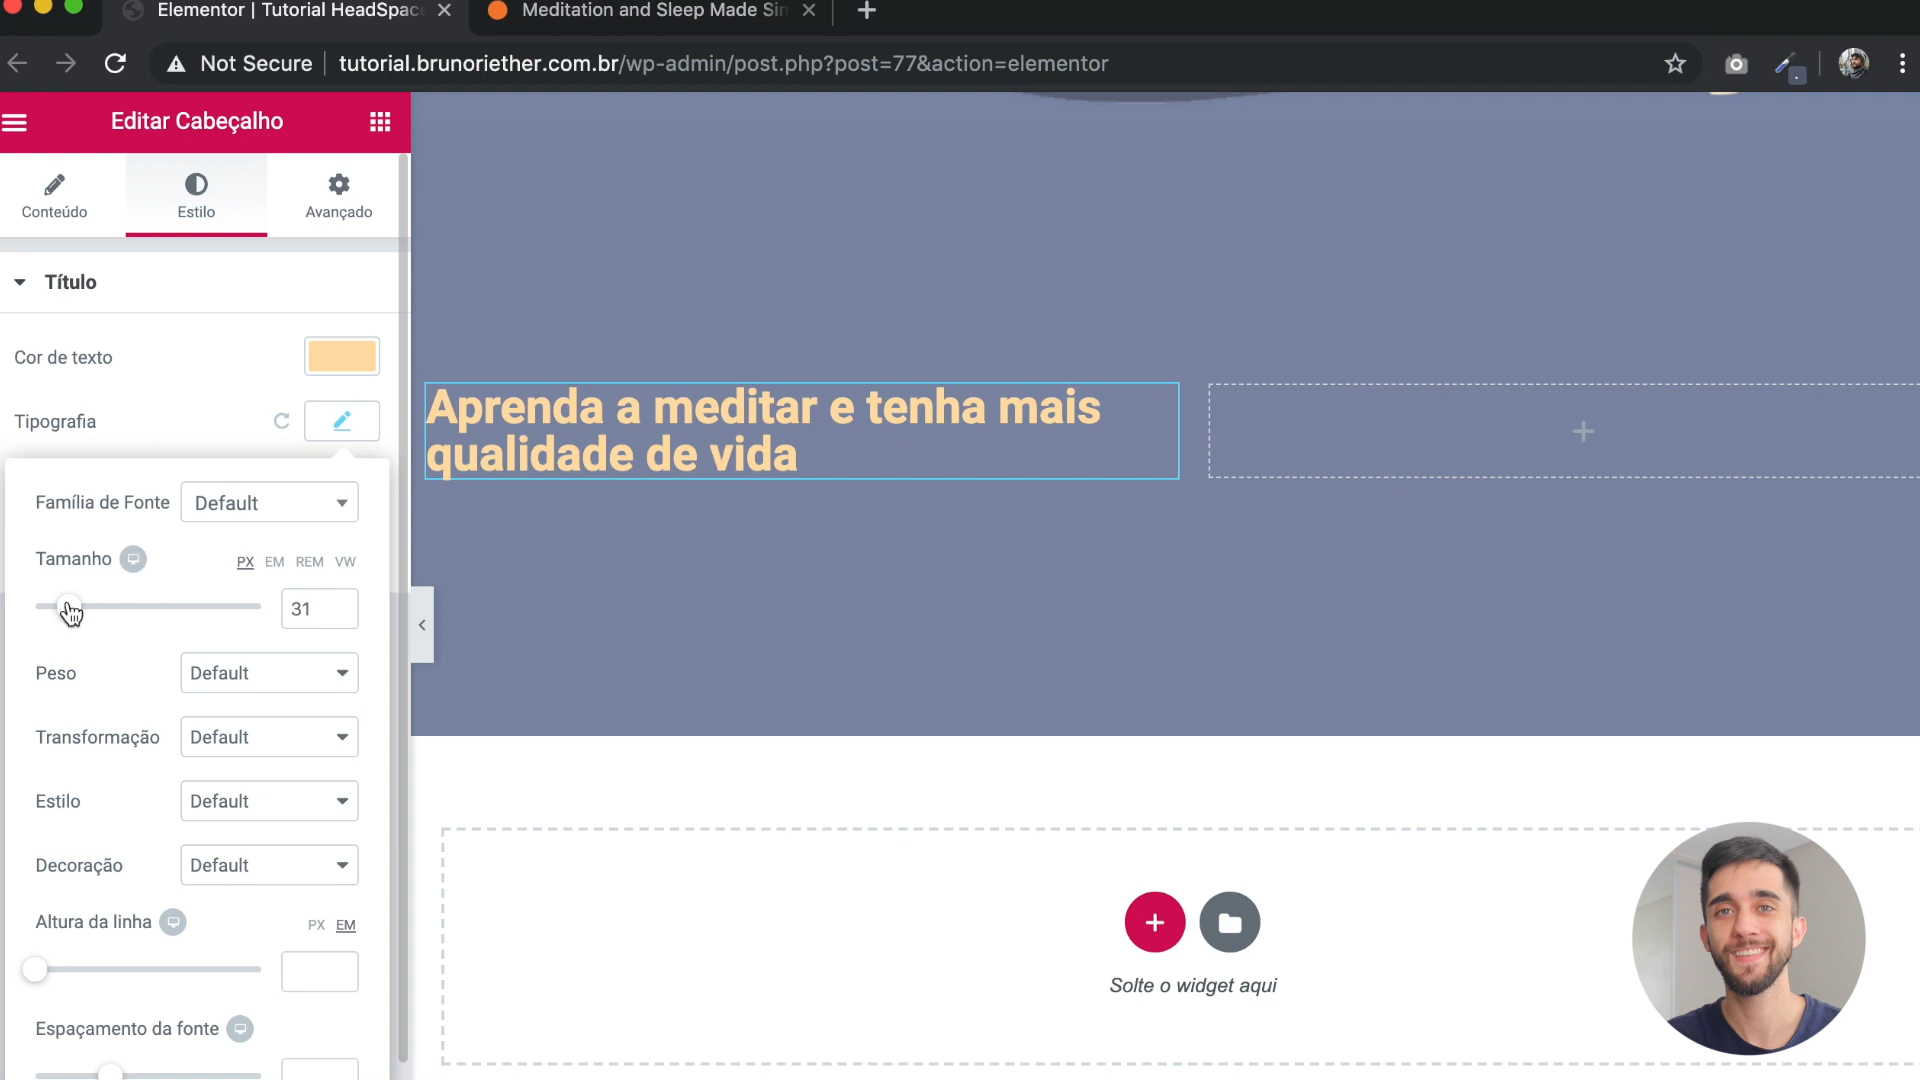 Elementor | Tutorial HeadSpac
Meditation and Sleep Made Sim
Not Secure
tutorial.brunoriether.com.br/wp-admin/post.php?post=77&action=elementor
Editar Cabeçalho
Conteúdo
Estilo
Avançado
Título
Cor de texto
Tipografia
Aprenda a meditar e tenha mais
qualidade de vida
Família de Fonte Default
Tamanho PX EM REM VW
31
Peso Default
Transformação Default
Estilo Default
Decoração Default
Altura da linha PX EM
Espaçamento da fonte
Solte o widget aqui